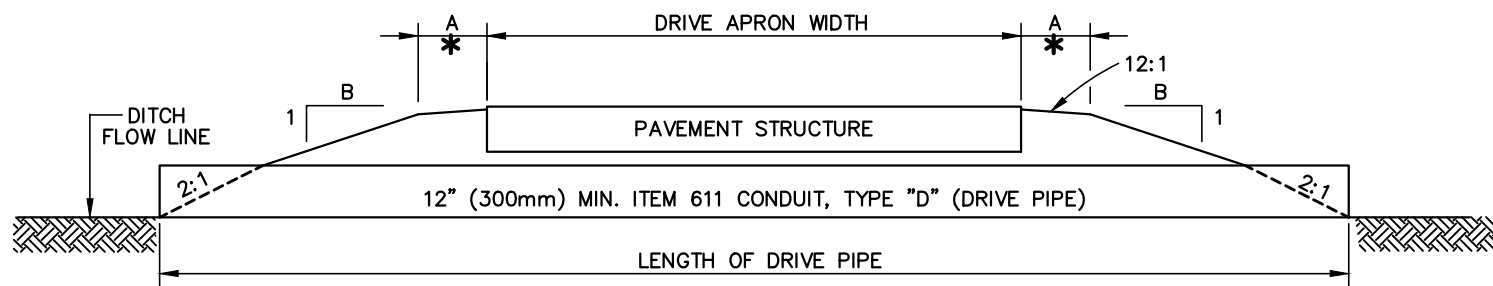 A
DRIVE APRON WIDTH
A
*
*
12:1
B
B
1
1
DITCH
FLOW LINE
PAVEMENT STRUCTURE
2:1
12" (300mm) MIN. ITEM 611 CONDUIT, TYPE "D" (DRIVE PIPE)
2:1
LENGTH OF DRIVE PIPE